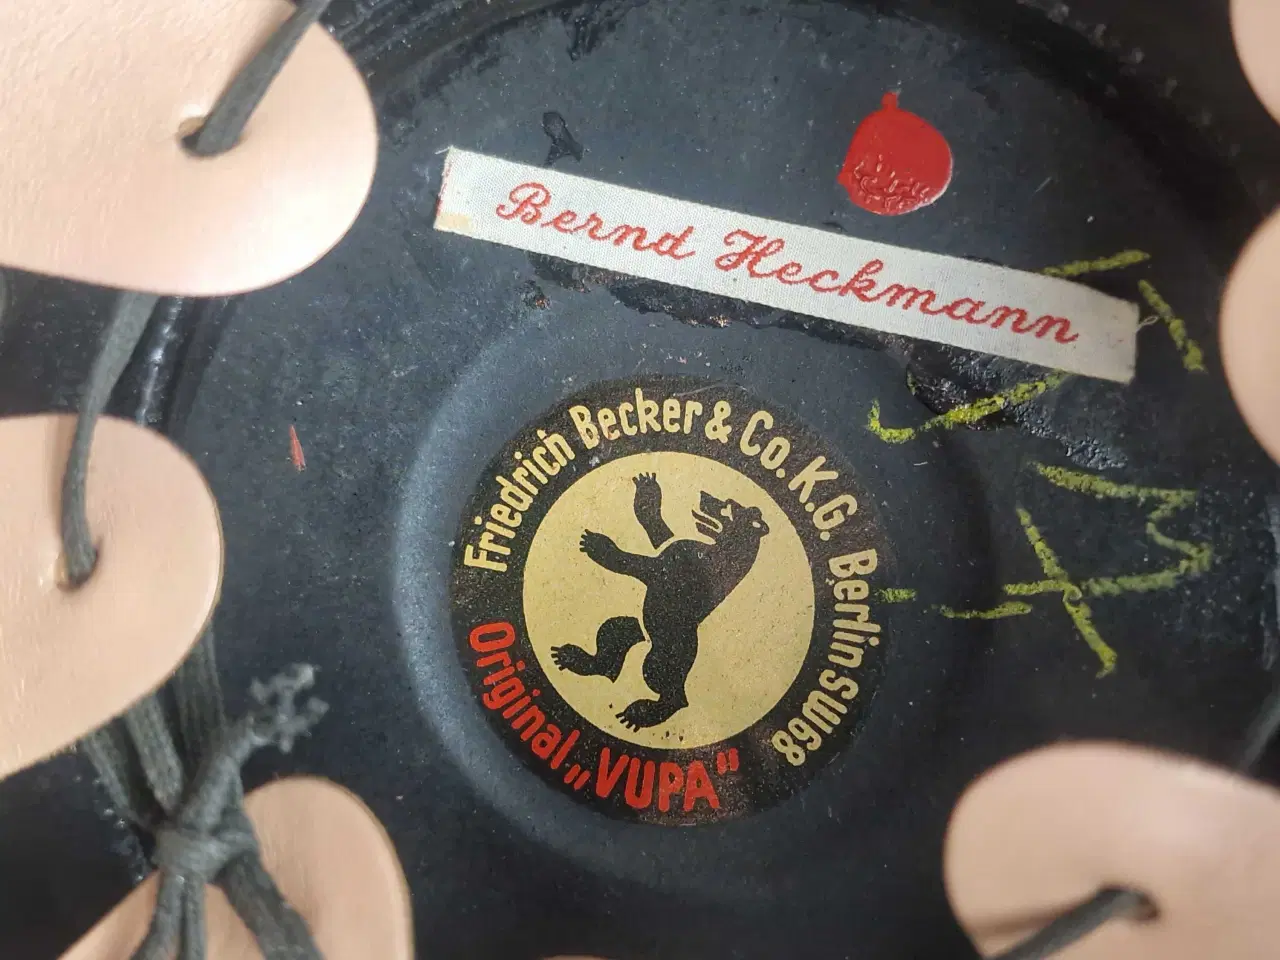 Bernd Heckmann
Friedrich Becker & Co. K.G. Berlin SW68
Original „VUPA"